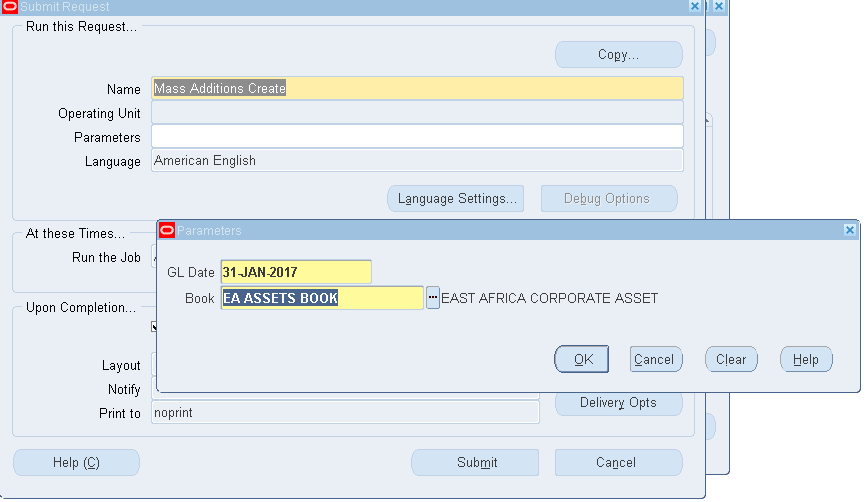 Submit Request
Run this Request...
Copy...
Name Mass Additions Create
Operating Unit
Parameters
Language American English
Language Settings... Debug Options
Parameters
At these Times...
Run the Job
GL Date 31-JAN-2017
Book EA ASSETS BOOK ... EAST AFRICA CORPORATE ASSET
Upon Completion...
OK Cancel Clear Help
Layout
Notify
Print to noprint
Delivery Opts
Help (C) Submit Cancel